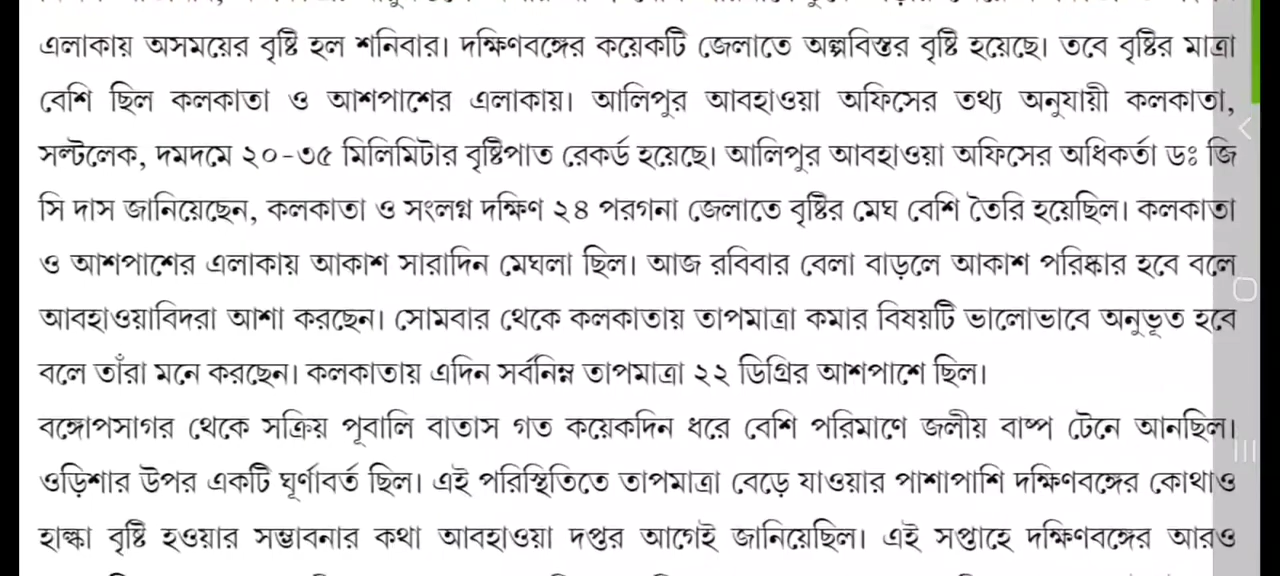 এলাকায় অসময়ের বৃষ্টি হল শনিবার। দক্ষিণবঙ্গের কয়েকটি জেলাতে অল্পবিস্তর বৃষ্টি হয়েছে। তবে বৃষ্টির মাত্রা
বেশি ছিল কলকাতা ও আশপাশের এলাকায়। আলিপুর আবহাওয়া অফিসের তথ্য অনুযায়ী কলকাতা,
সল্টলেক, দমদমে ২০-৩৫ মিলিমিটার বৃষ্টিপাত রেকর্ড হয়েছে। আলিপুর আবহাওয়া অফিসের অধিকর্তা ডঃ জি
সি দাস জানিয়েছেন, কলকাতা ও সংলগ্ন দক্ষিণ ২৪ পরগনা জেলাতে বৃষ্টির মেঘ বেশি তৈরি হয়েছিল। কলকাতা
ও আশপাশের এলাকায় আকাশ সারাদিন মেঘলা ছিল। আজ রবিবার বেলা বাড়লে আকাশ পরিষ্কার হবে বলে
আবহাওয়াবিদরা আশা করছেন। সোমবার থেকে কলকাতায় তাপমাত্রা কমার বিষয়টি ভালোভাবে অনুভূত হবে
বলে তাঁরা মনে করছেন। কলকাতায় এদিন সর্বনিম্ন তাপমাত্রা ২২ ডিগ্রির আশপাশে ছিল।
বঙ্গোপসাগর থেকে সক্রিয় পূবালি বাতাস গত কয়েকদিন ধরে বেশি পরিমাণে জলীয় বাষ্প টেনে আনছিল।
ওড়িশার উপর একটি ঘূর্ণাবর্ত ছিল। এই পরিস্থিতিতে তাপমাত্রা বেড়ে যাওয়ার পাশাপাশি দক্ষিণবঙ্গের কোথাও
হাল্কা বৃষ্টি হওয়ার সম্ভাবনার কথা আবহাওয়া দপ্তর আগেই জানিয়েছিল। এই সপ্তাহে দক্ষিণবঙ্গের আরও